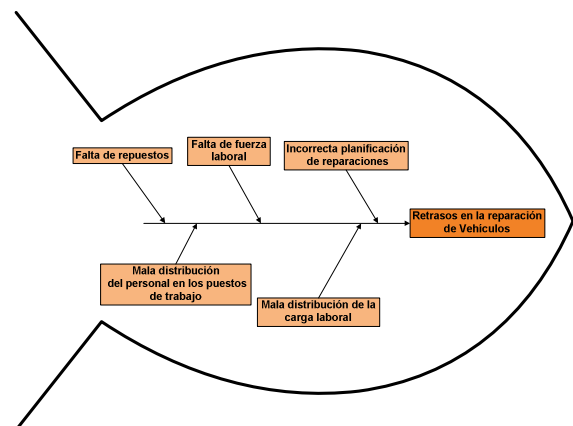 Falta de repuestos
Falta de fuerza
laboral
Incorrecta planificación
de reparaciones
Retrasos en la reparación
de Vehículos
Mala distribución
del personal en los puestos
de trabajo
Mala distribución de la
carga laboral